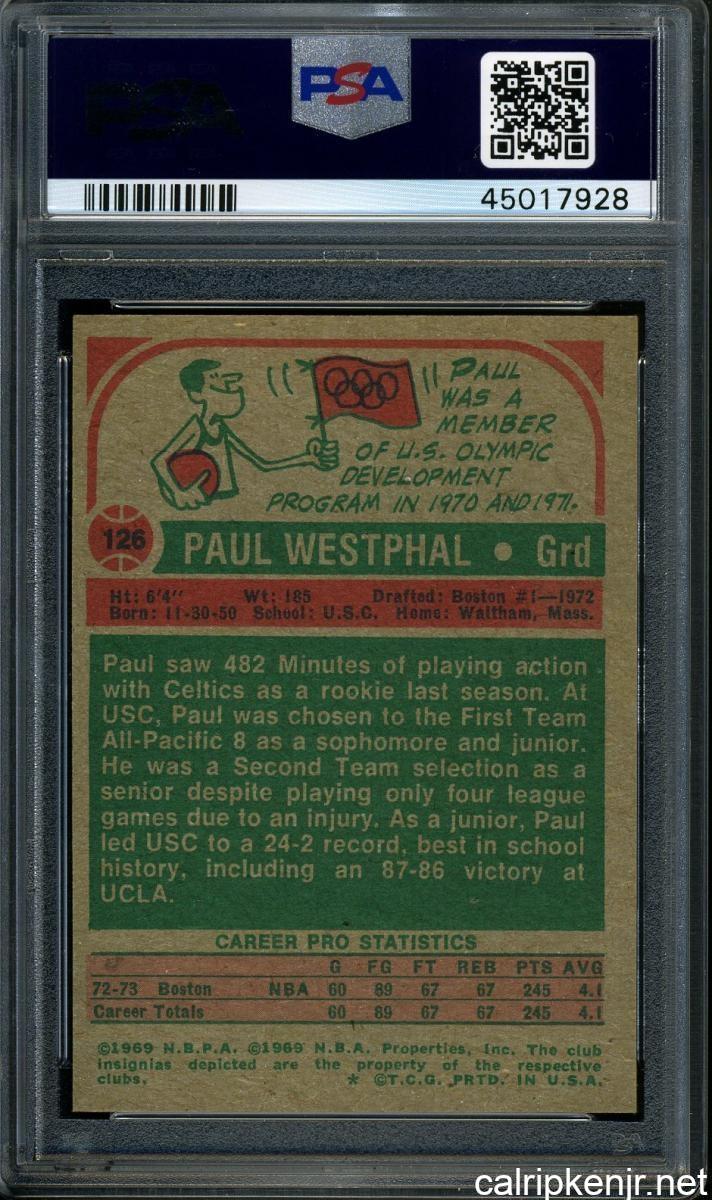 PSA
PSA
45017928
PAUL
WAS A
MEMBER
OF U.S. OLYMPIC
DEVELOPMENT
PROGRAM IN 1970 AND 1971.
126
PAUL WESTPHAL • Grd
Ht: 6'4" Wt: 185 Drafted: Boston #1—1972
Born: 11-30-50 School: U.S.C. Home: Waltham, Mass.
Paul saw 482 Minutes of playing action
with Celtics as a rookie last season. At
USC, Paul was chosen to the First Team
All-Pacific 8 as a sophomore and junior.
He was a Second Team selection as a
senior despite playing only four league
games due to an injury. As a junior, Paul
led USC to a 24-2 record, best in school
history, including an 87-86 victory at
UCLA.
CAREER PRO STATISTICS
G FG FT REB PTS AVG
72-73 Boston NBA 60 89 67 67 245 4.1
Career Totals 60 89 67 67 245 4.1
©1969 N.B.P.A. ©1969 N.B.A. Properties, Inc. The club
insignias depicted are the property of the respective
clubs. * ©T.C.G. PRTD. IN U.S.A.
calripkenjr.net